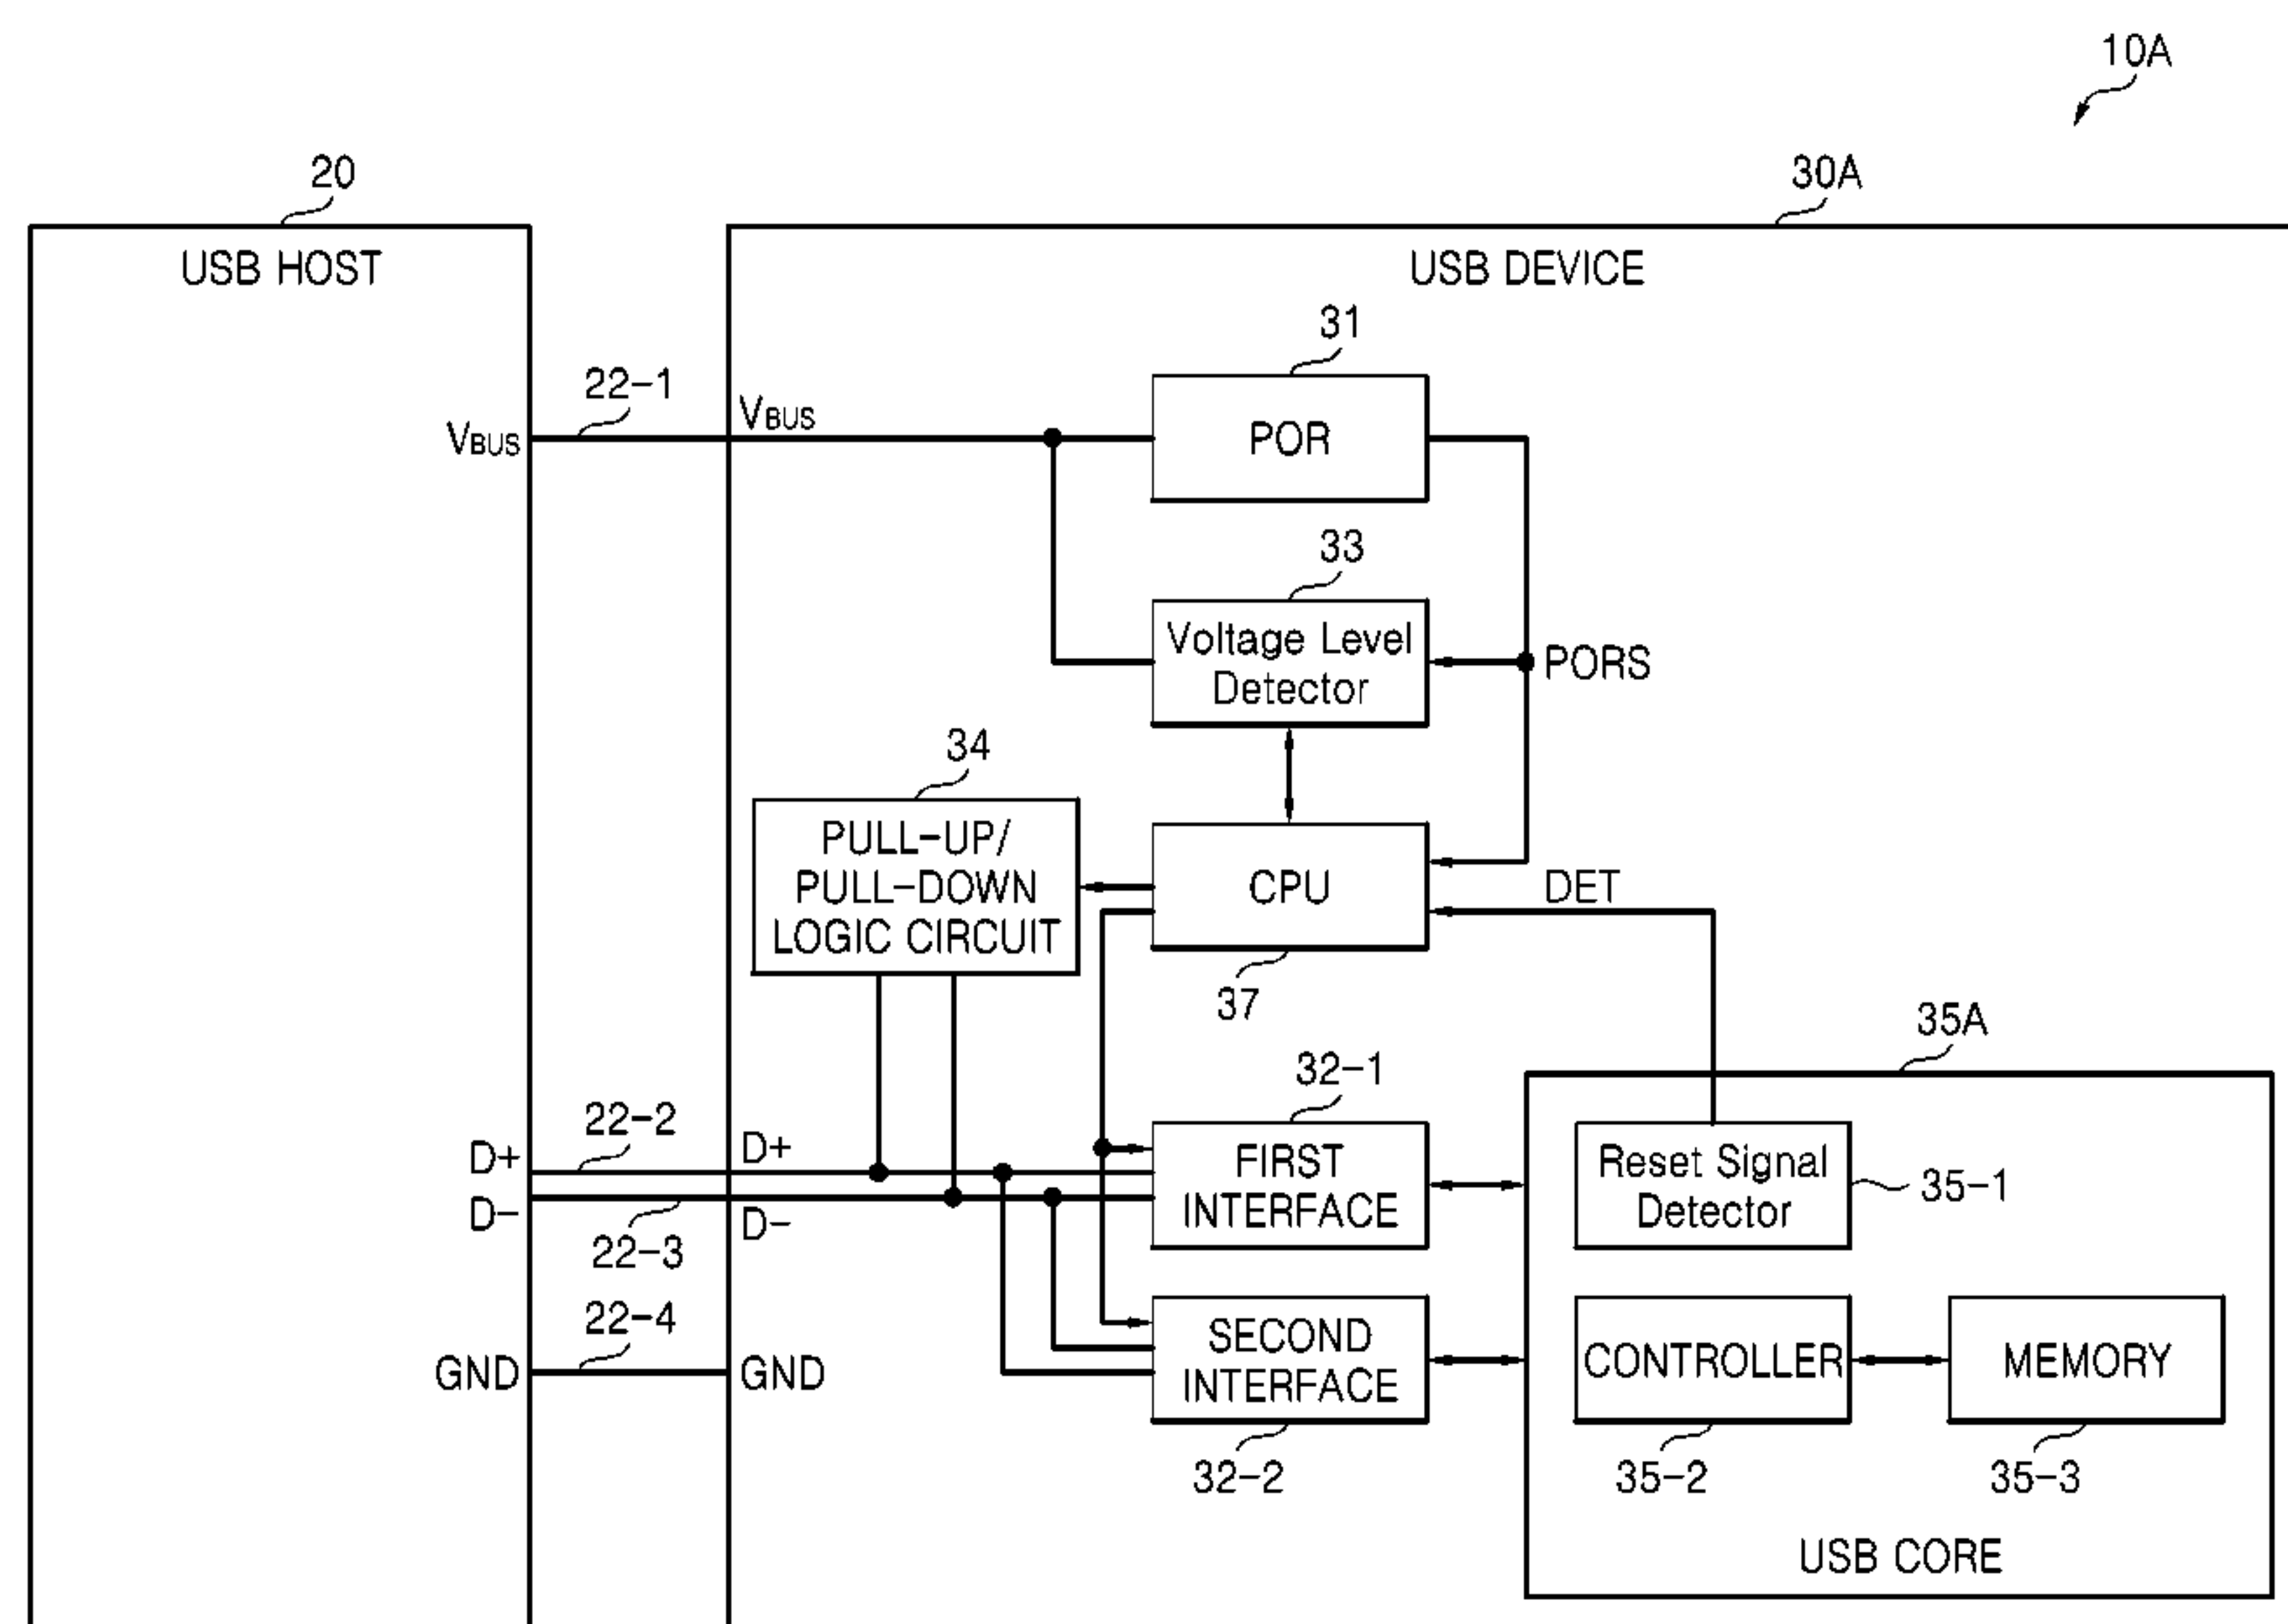 10A
20
30A
USB HOST
USB DEVICE
31
22-1
VBUS
VBUS
POR
33
Voltage Level
Detector
PORS
34
PULL-UP/
PULL-DOWN
LOGIC CIRCUIT
CPU
DET
37
35A
32-1
22-2
D+
D+
FIRST
INTERFACE
Reset Signal
Detector
35-1
D-
D-
22-3
22-4
GND
GND
SECOND
INTERFACE
CONTROLLER
MEMORY
32-2
35-2
35-3
USB CORE